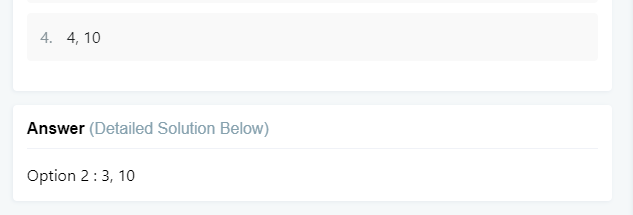 4. 4, 10
Answer (Detailed Solution Below)
Option 2 : 3, 10